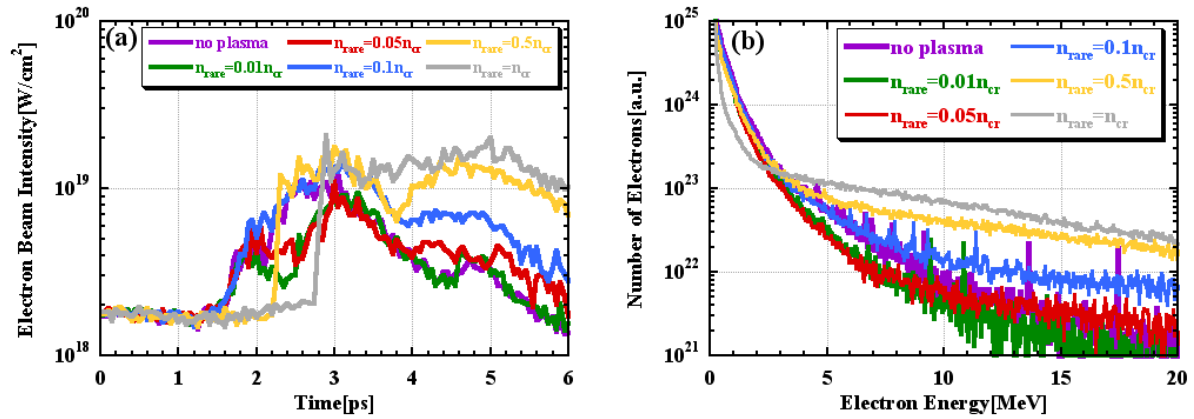 (a)
no plasma
n_rare=0.05n_cr
n_rare=0.5n_cr
n_rare=0.01n_cr
n_rare=0.1n_cr
n_rare=n_cr
Electron Beam Intensity[W/cm^2]
10^20
10^19
10^18
0 1 2 3 4 5 6
Time[ps]
(b)
no plasma
n_rare=0.1n_cr
n_rare=0.01n_cr
n_rare=0.5n_cr
n_rare=0.05n_cr
n_rare=n_cr
Number of Electrons[a.u.]
10^25
10^24
10^23
10^22
10^21
0 5 10 15 20
Electron Energy[MeV]